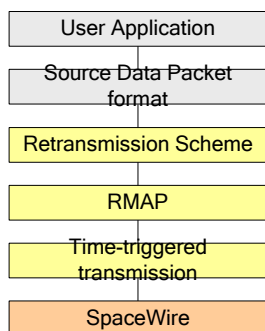 User Application
Source Data Packet
format
Retransmission Scheme
RMAP
Time-triggered
transmission
SpaceWire